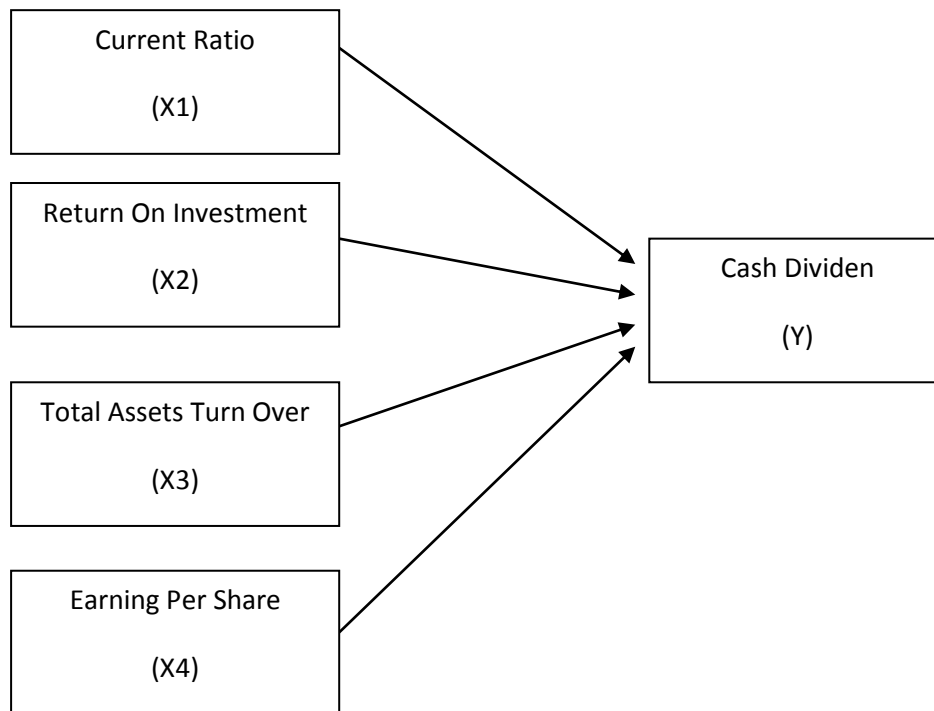 Current Ratio
(X1)
Return On Investment
(X2)
Total Assets Turn Over
(X3)
Earning Per Share
(X4)
Cash Dividen
(Y)